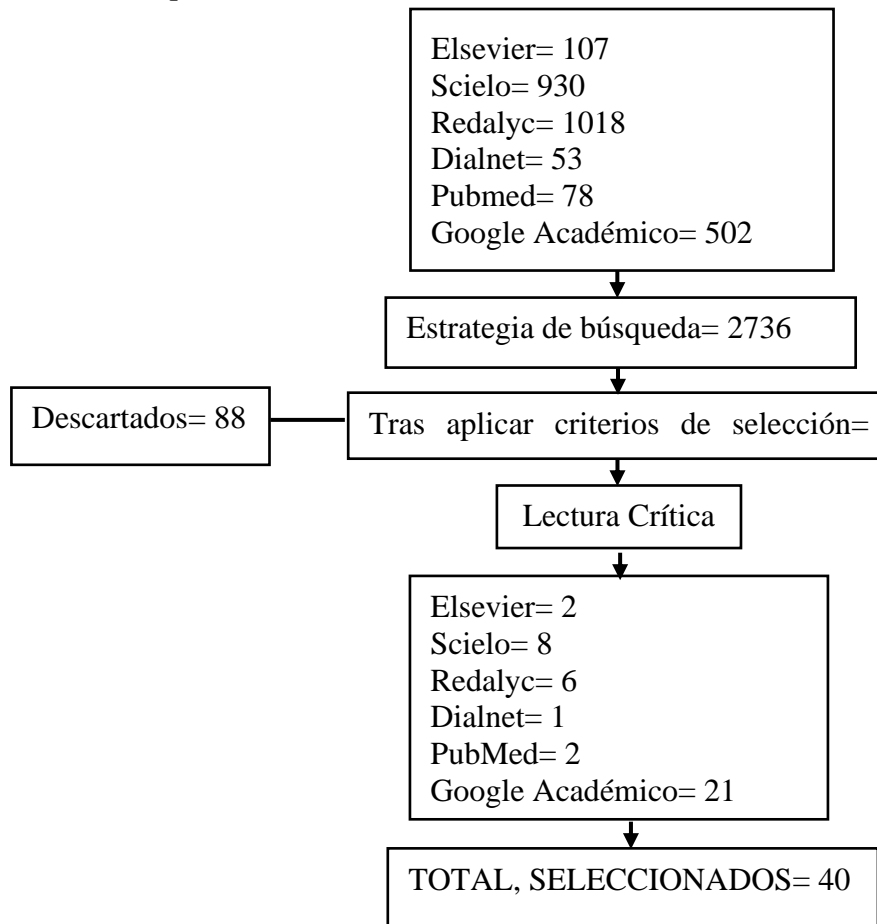 Elsevier= 107
Scielo= 930
Redalyc= 1018
Dialnet= 53
Pubmed= 78
Google Académico= 502
Estrategia de búsqueda= 2736
Descartados= 88
Tras aplicar criterios de selección=
Lectura Crítica
Elsevier= 2
Scielo= 8
Redalyc= 6
Dialnet= 1
PubMed= 2
Google Académico= 21
TOTAL, SELECCIONADOS= 40